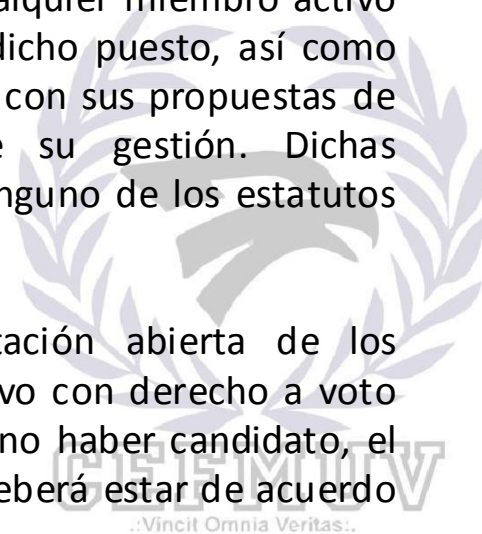 alquier miembro activo
dicho puesto, así como
con sus propuestas de
su gestión. Dichas
nguno de los estatutos
tación abierta de los
vo con derecho a voto
no haber candidato, el
eberá estar de acuerdo
CEFMUV
.:Vincit Omnia Veritas:.